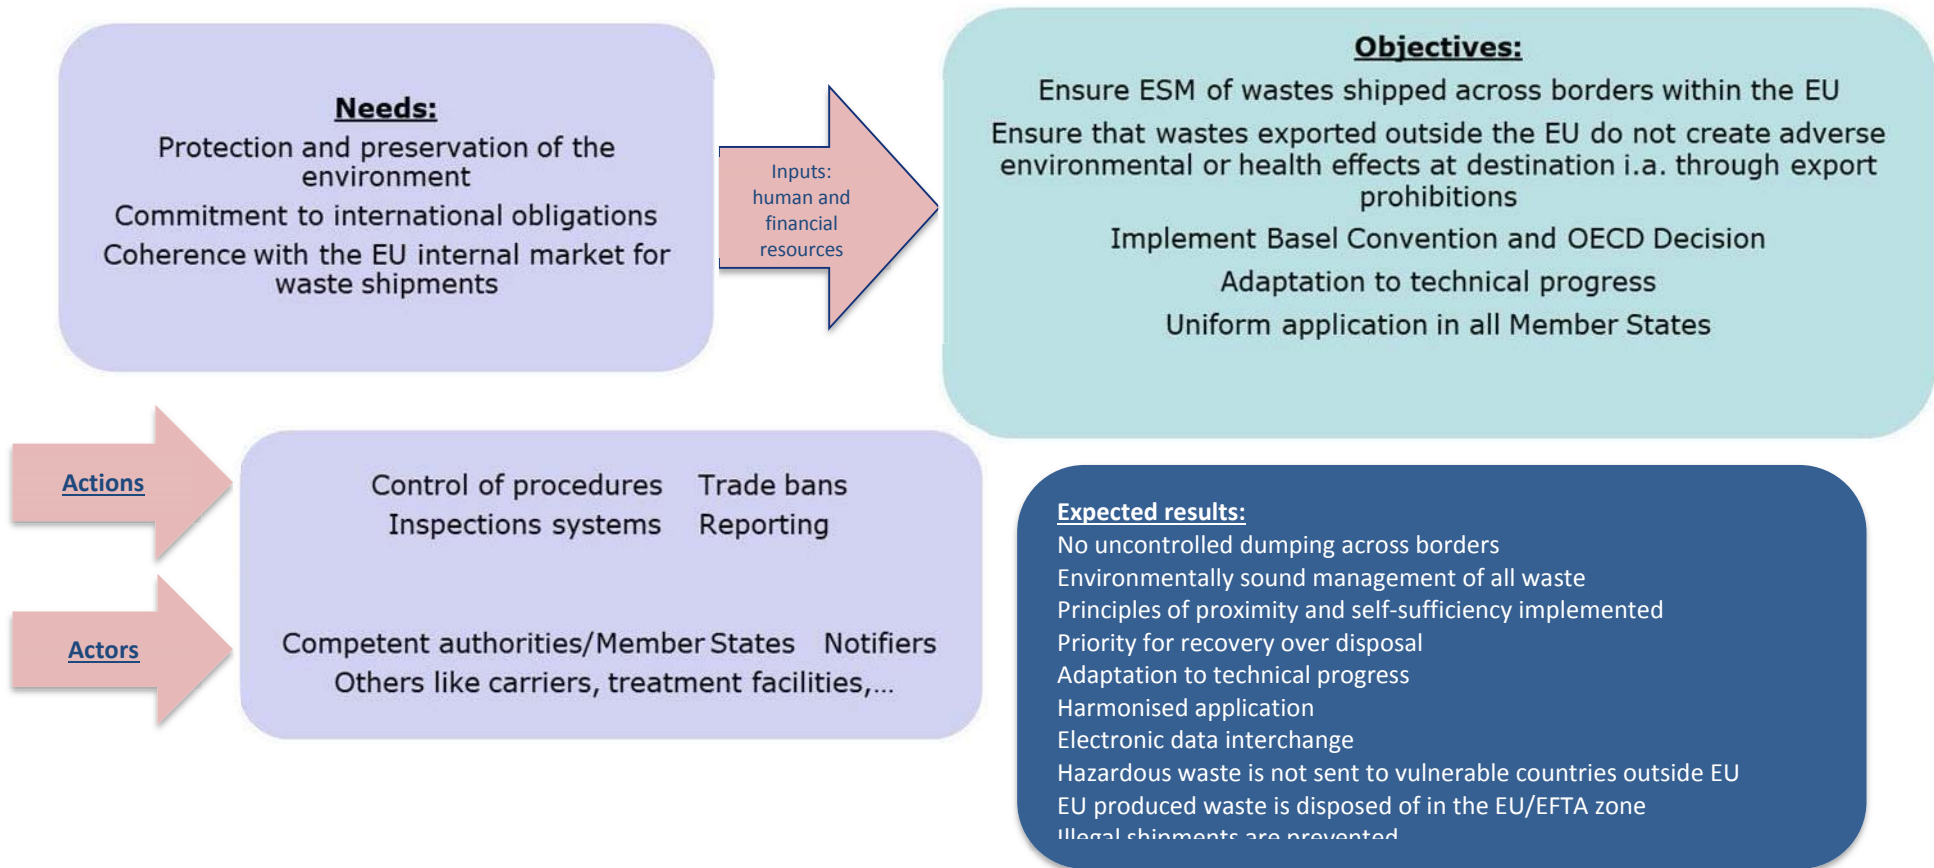 Needs:
Protection and preservation of the
environment
Commitment to international obligations
Coherence with the EU internal market for
waste shipments
Inputs:
human and
financial
resources
Objectives:
Ensure ESM of wastes shipped across borders within the EU
Ensure that wastes exported outside the EU do not create adverse
environmental or health effects at destination i.a. through export
prohibitions
Implement Basel Convention and OECD Decision
Adaptation to technical progress
Uniform application in all Member States
Actions
Control of procedures Trade bans
Inspections systems Reporting
Actors
Competent authorities/Member States Notifiers
Others like carriers, treatment facilities,...
Expected results:
No uncontrolled dumping across borders
Environmentally sound management of all waste
Principles of proximity and self-sufficiency implemented
Priority for recovery over disposal
Adaptation to technical progress
Harmonised application
Electronic data interchange
Hazardous waste is not sent to vulnerable countries outside EU
EU produced waste is disposed of in the EU/EFTA zone
Illegal shipments are prevented